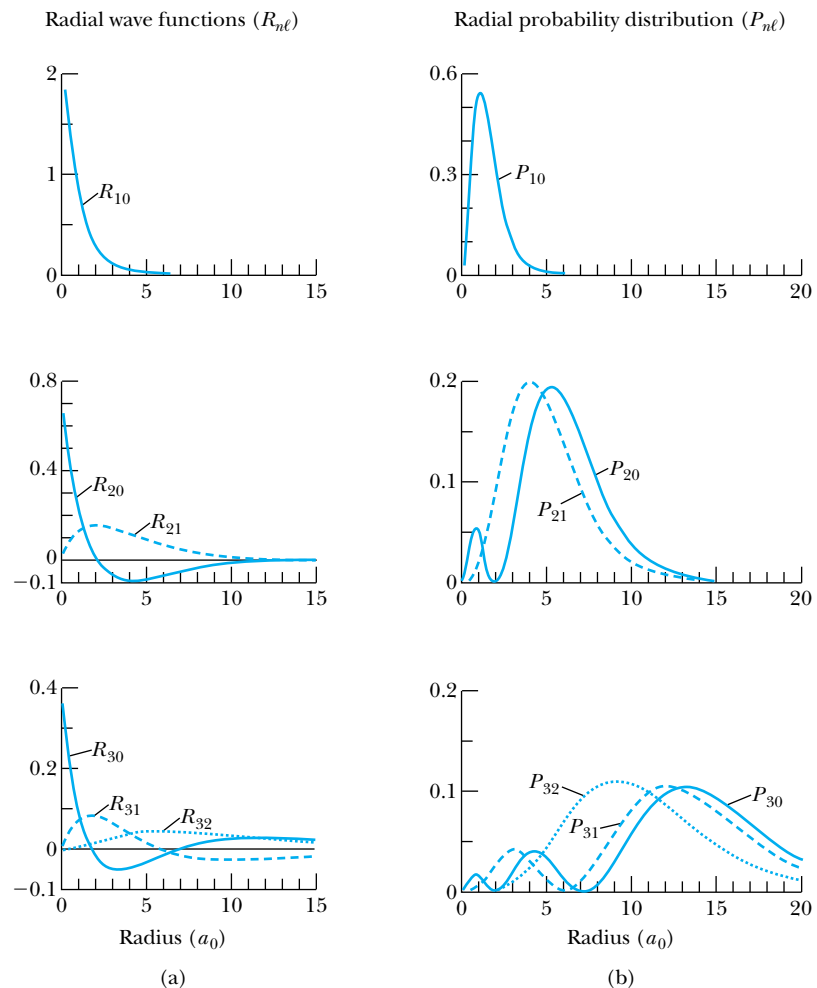 Radial wave functions (Rnℓ)
Radial probability distribution (Pnℓ)
2
1
0
R10
0 5 10 15
0.6
0.3
0
P10
0 5 10 15 20
0.8
0.4
0
−0.1
R20
R21
0 5 10 15
0.2
0.1
0
P20
P21
0 5 10 15 20
0.4
0.2
0
−0.1
R30
R31
R32
0 5 10 15
Radius (a0)
(a)
0.2
0.1
0
P32
P31
P30
0 5 10 15 20
Radius (a0)
(b)